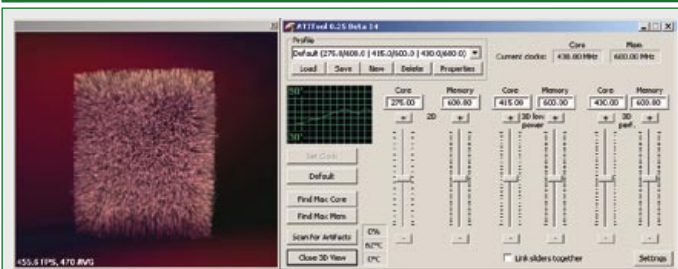 ATITool 0.25 Beta 14
Profile
Default (275.0/600.0 | 415.0/600.0 | 430.0/600.0)
Load Save New Delete Properties
Core Mem
Current clocks: 430.00 MHz 600.00 MHz
90°
30°
Core Memory Core Memory Core Memory
275.00 600.00 415.00 600.00 430.00 600.00
+ 2D + + 3D low power + + 3D perf. +
Set Clock
Default
Find Max Core
Find Max Mem
Scan for Artifacts
Close 3D View
0%
62°C
0°C
- - - - - -
Link sliders together
Settings
455.6 FPS, 470 AVG